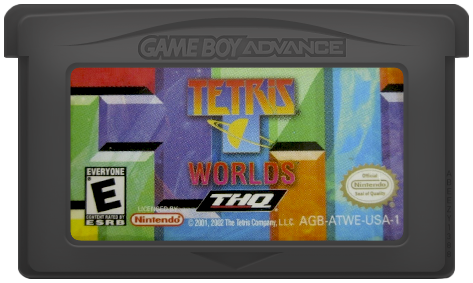 GAME BOY ADVANCE
TETRIS
WORLDS
THQ
EVERYONE
E
CONTENT RATED BY
ESRB
LICENSED BY
Nintendo
Official
Nintendo
Seal of Quality
© 2001, 2002 The Tetris Company, LLC
AGB-ATWE-USA-1